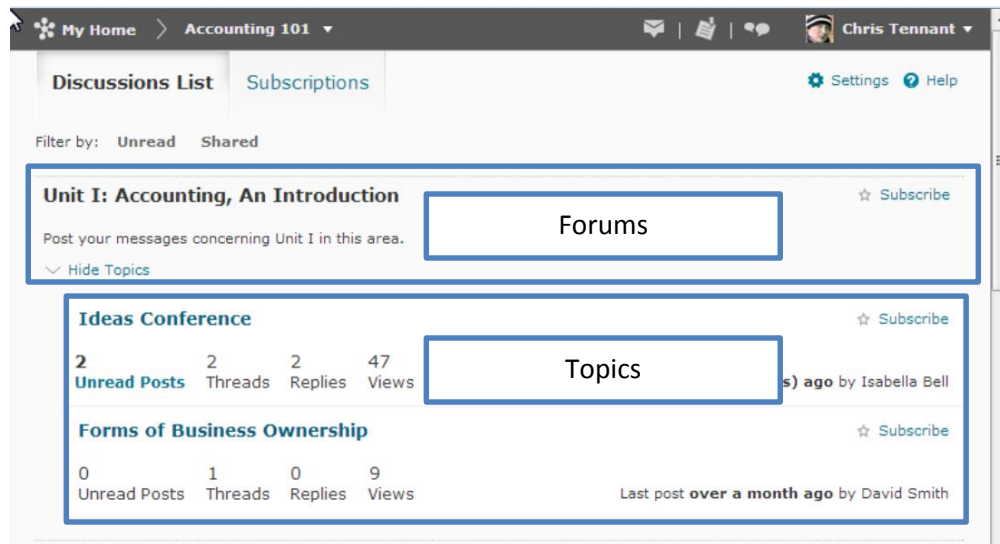 My Home Accounting 101 Chris Tennant
Discussions List Subscriptions Settings Help
Filter by: Unread Shared
Unit I: Accounting, An Introduction Subscribe
Forums
Post your messages concerning Unit I in this area.
Hide Topics
Ideas Conference Subscribe
2 2 2 47
Topics
Unread Posts Threads Replies Views s) ago by Isabella Bell
Forms of Business Ownership Subscribe
0 1 0 9
Unread Posts Threads Replies Views Last post over a month ago by David Smith